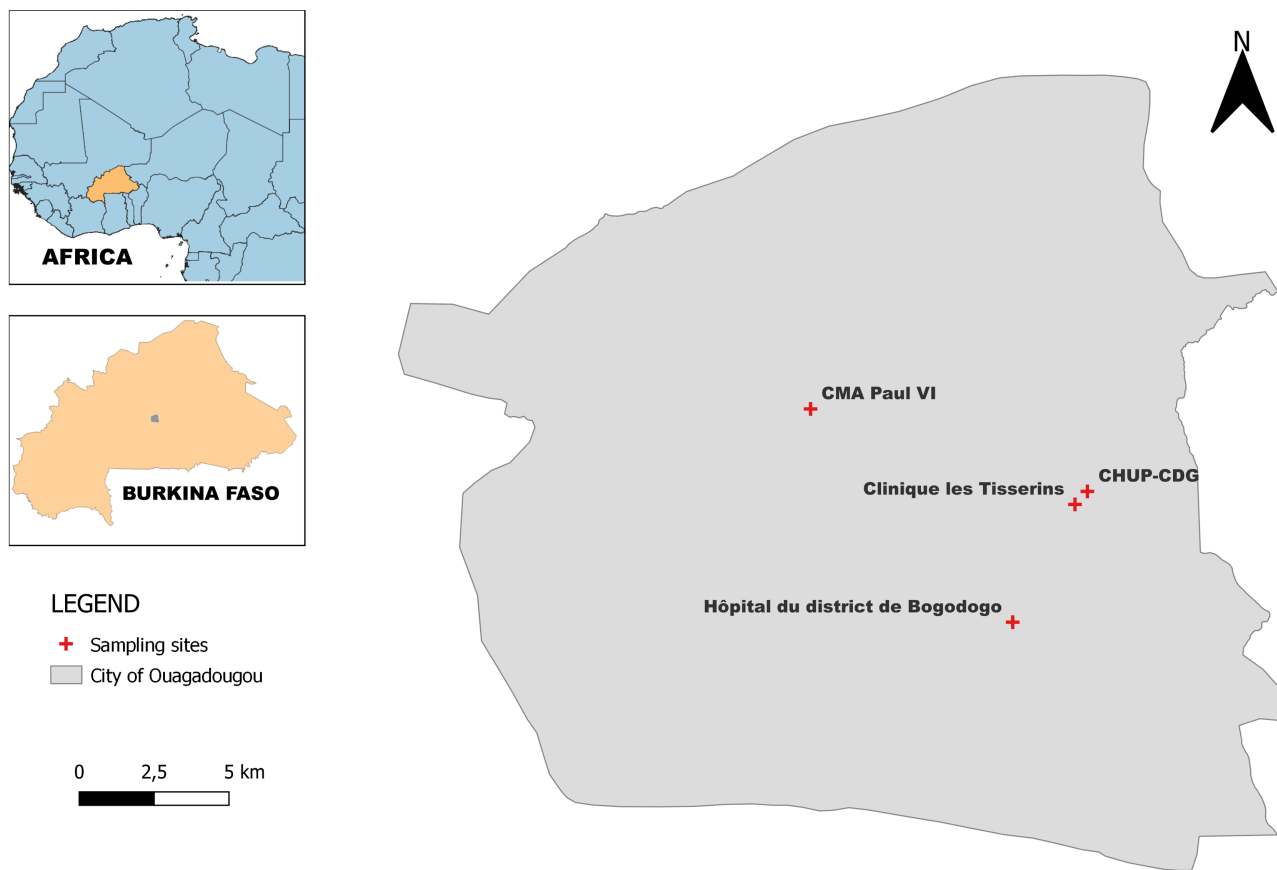 AFRICA
BURKINA FASO
LEGEND
Sampling sites
City of Ouagadougou
0 2,5 5 km
N
CMA Paul VI
CHUP-CDG
Clinique les Tisserins
Hôpital du district de Bogodogo